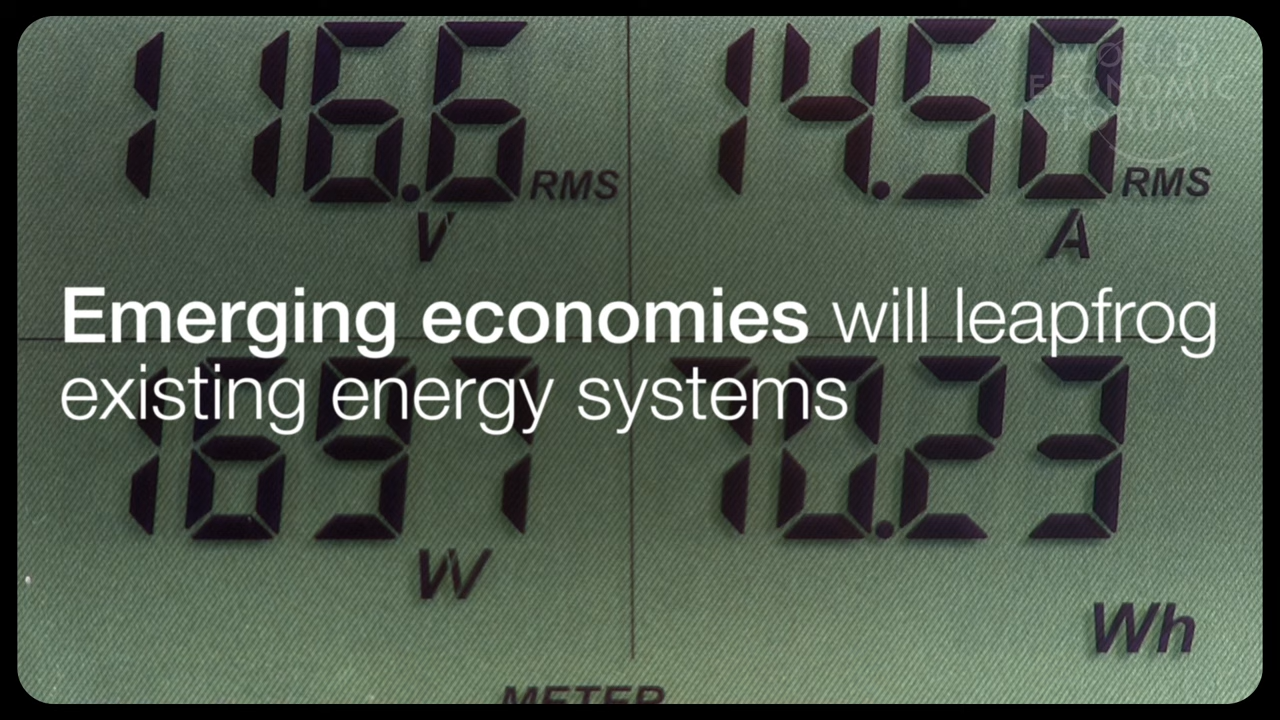 116.6 RMS 14.50 RMS
V A
WORLD
ECONOMIC
FORUM
Emerging economies will leapfrog
existing energy systems
1697 10.23
W
Wh
METER